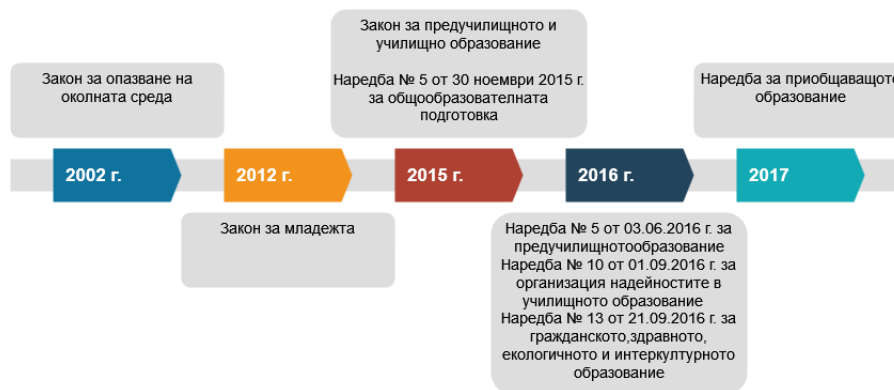 Закон за опазване на
околната среда
Закон за предучилищното и
училищно образование
Наредба № 5 от 30 ноември 2015 г.
за общообразователната
подготовка
Наредба за приобщаващото
образование
2002 г.
2012 г.
2015 г.
2016 г.
2017
Закон за младежта
Наредба № 5 от 03.06.2016 г. за
предучилищнотообразование
Наредба № 10 от 01.09.2016 г. за
организация надейностите в
училищното образование
Наредба № 13 от 21.09.2016 г. за
гражданското,здравното,
екологичното и интеркултурното
образование